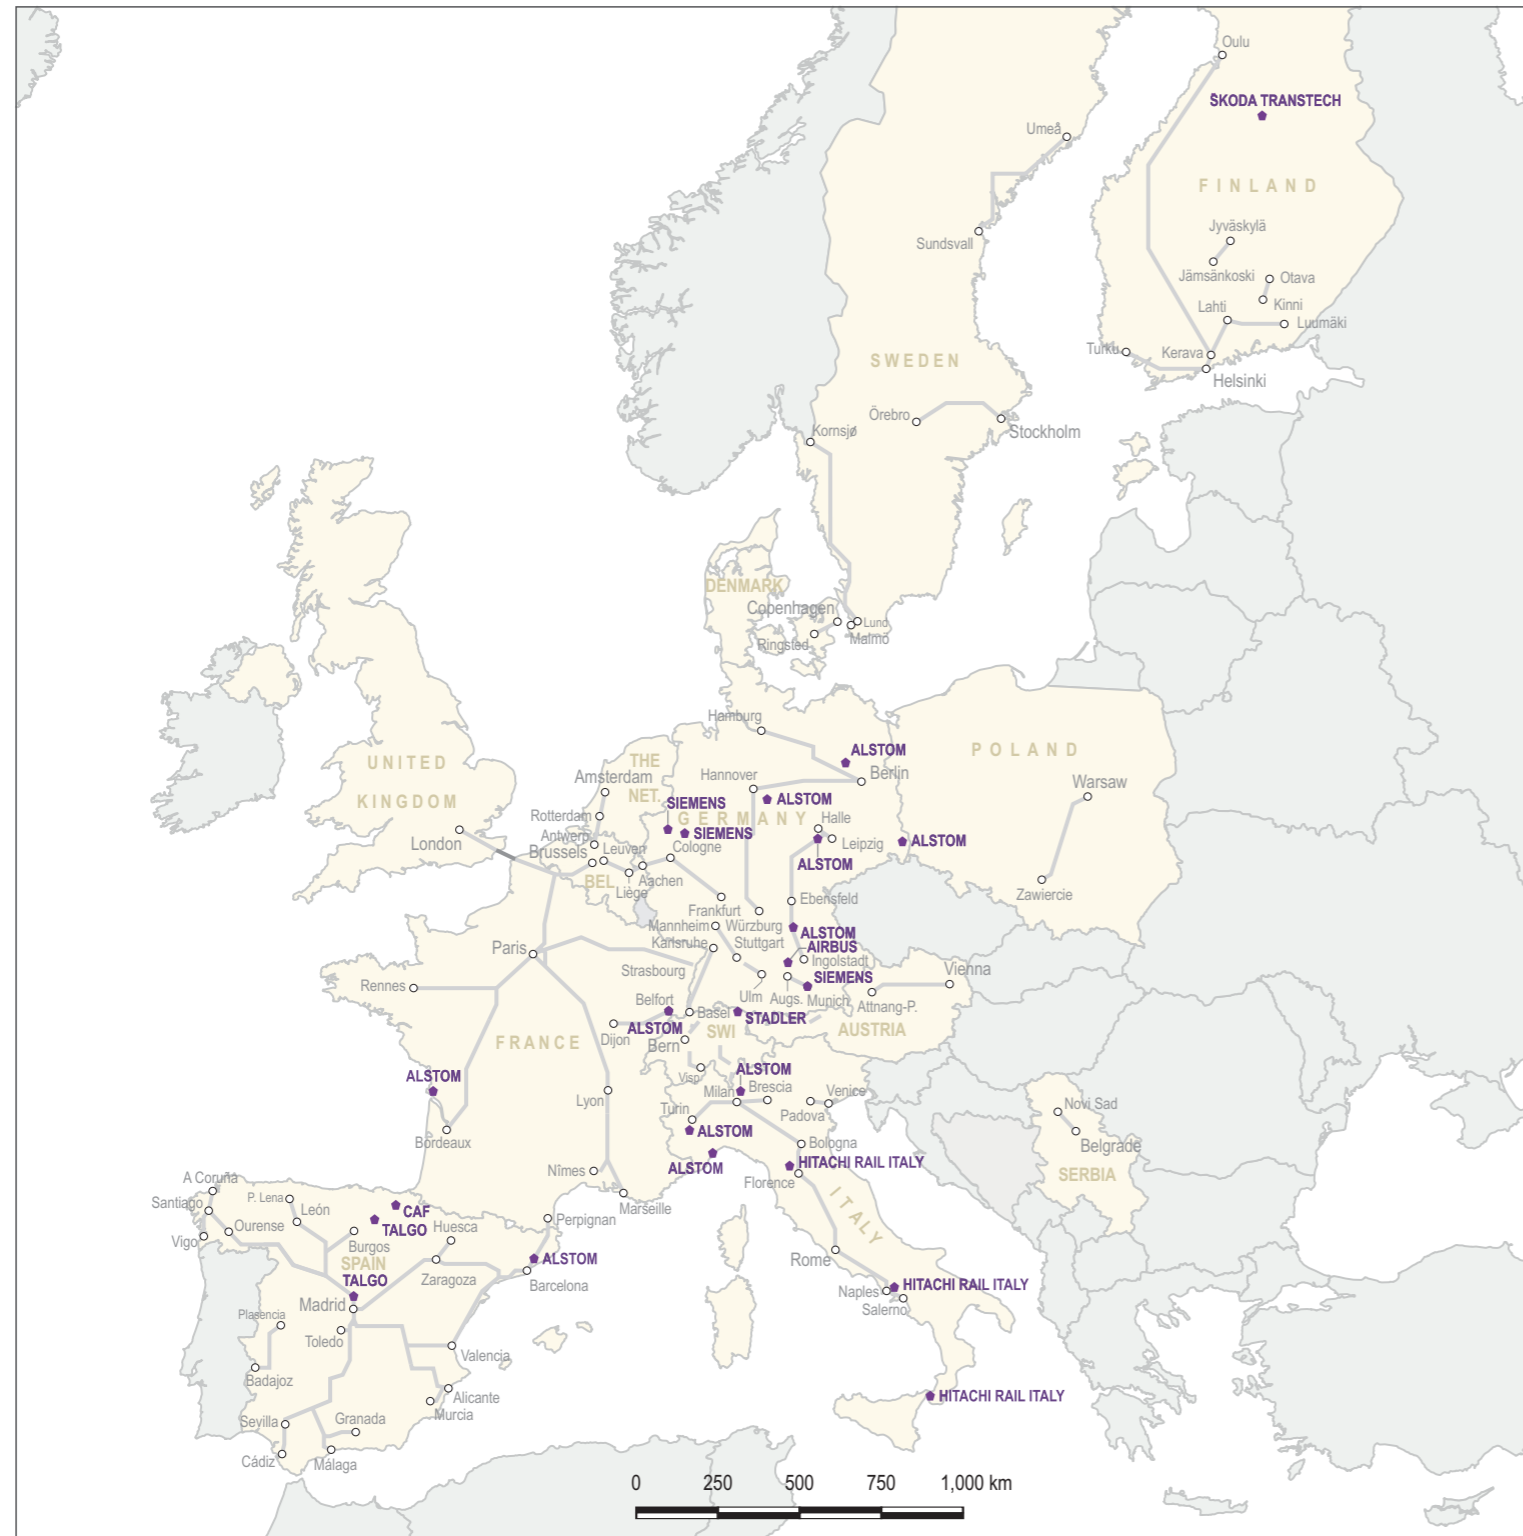 Oulu
ŠKODA TRANSTECH
Umeå
FINLAND
Jyväskylä
Sundsvall
Jämsänkoski
Otava
Kinni
Lahti
Luumäki
Turku
Kerava
SWEDEN
Helsinki
Örebro
Stockholm
Kornsjø
DENMARK
Copenhagen
Lund
Ringsted
Malmö
Hamburg
ALSTOM
POLAND
UNITED
KINGDOM
THE
NET.
Amsterdam
Hannover
Berlin
Warsaw
SIEMENS
ALSTOM
Rotterdam
GERMANY
Halle
SIEMENS
London
Antwerp
Leipzig
ALSTOM
Brussels
Leuven
Cologne
ALSTOM
BEL.
Aachen
Liège
Zawiercie
Ebensfeld
Frankfurt
Mannheim
Würzburg
ALSTOM
Karlsruhe
Stuttgart
AIRBUS
Paris
Ingolstadt
Strasbourg
Vienna
SIEMENS
Rennes
Ulm
Augs.
Munich
Attnang-P.
Belfort
Basel
STADLER
ALSTOM
SWI
AUSTRIA
Dijon
Bern
FRANCE
ALSTOM
Visp
ALSTOM
Milan
Brescia
Venice
Lyon
Turin
Padova
Novi Sad
ALSTOM
Bordeaux
Bologna
Belgrade
ALSTOM
HITACHI RAIL ITALY
Nîmes
Florence
SERBIA
A Coruña
P. Lena
Marseille
ITALY
Santiago
León
CAF
Perpignan
Ourense
TALGO
Huesca
Vigo
Burgos
Rome
SPAIN
ALSTOM
TALGO
Zaragoza
Barcelona
HITACHI RAIL ITALY
Naples
Madrid
Salerno
Plasencia
Toledo
Valencia
Badajoz
Alicante
HITACHI RAIL ITALY
Murcia
Sevilla
Granada
Cádiz
Málaga
0 250 500 750 1,000 km